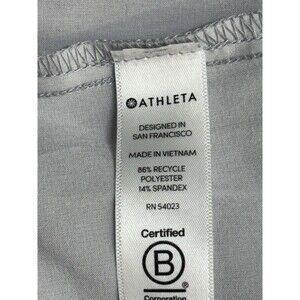 ATHLETA
DESIGNED IN
SAN FRANCISCO
MADE IN VIETNAM
86% RECYCLE
POLYESTER
14% SPANDEX
RN 54023
Certified
B
Corporation